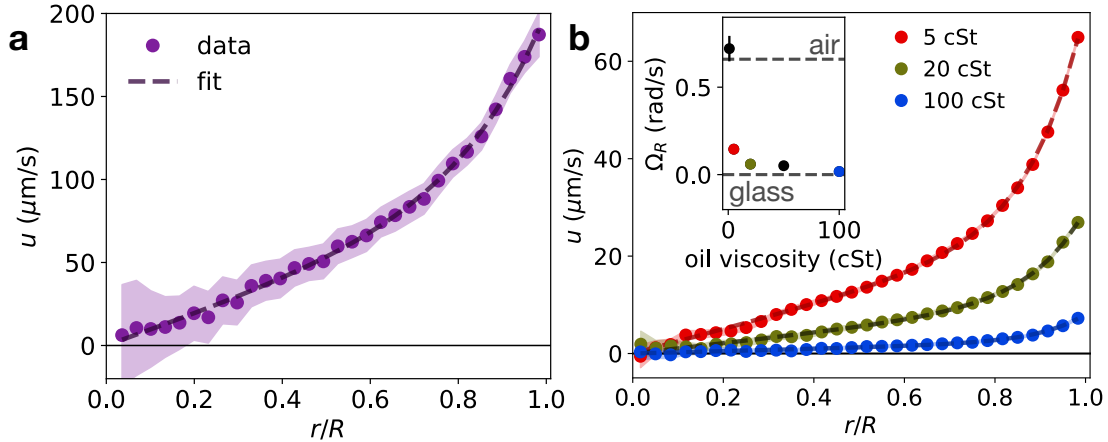 a
200
150
100
50
0
u (μm/s)
data
fit
0.0 0.2 0.4 0.6 0.8 1.0
r/R
b
60
40
20
0
u (μm/s)
5 cSt
20 cSt
100 cSt
0.5
0.0
Ω_R (rad/s)
air
glass
0 100
oil viscosity (cSt)
0.0 0.2 0.4 0.6 0.8 1.0
r/R